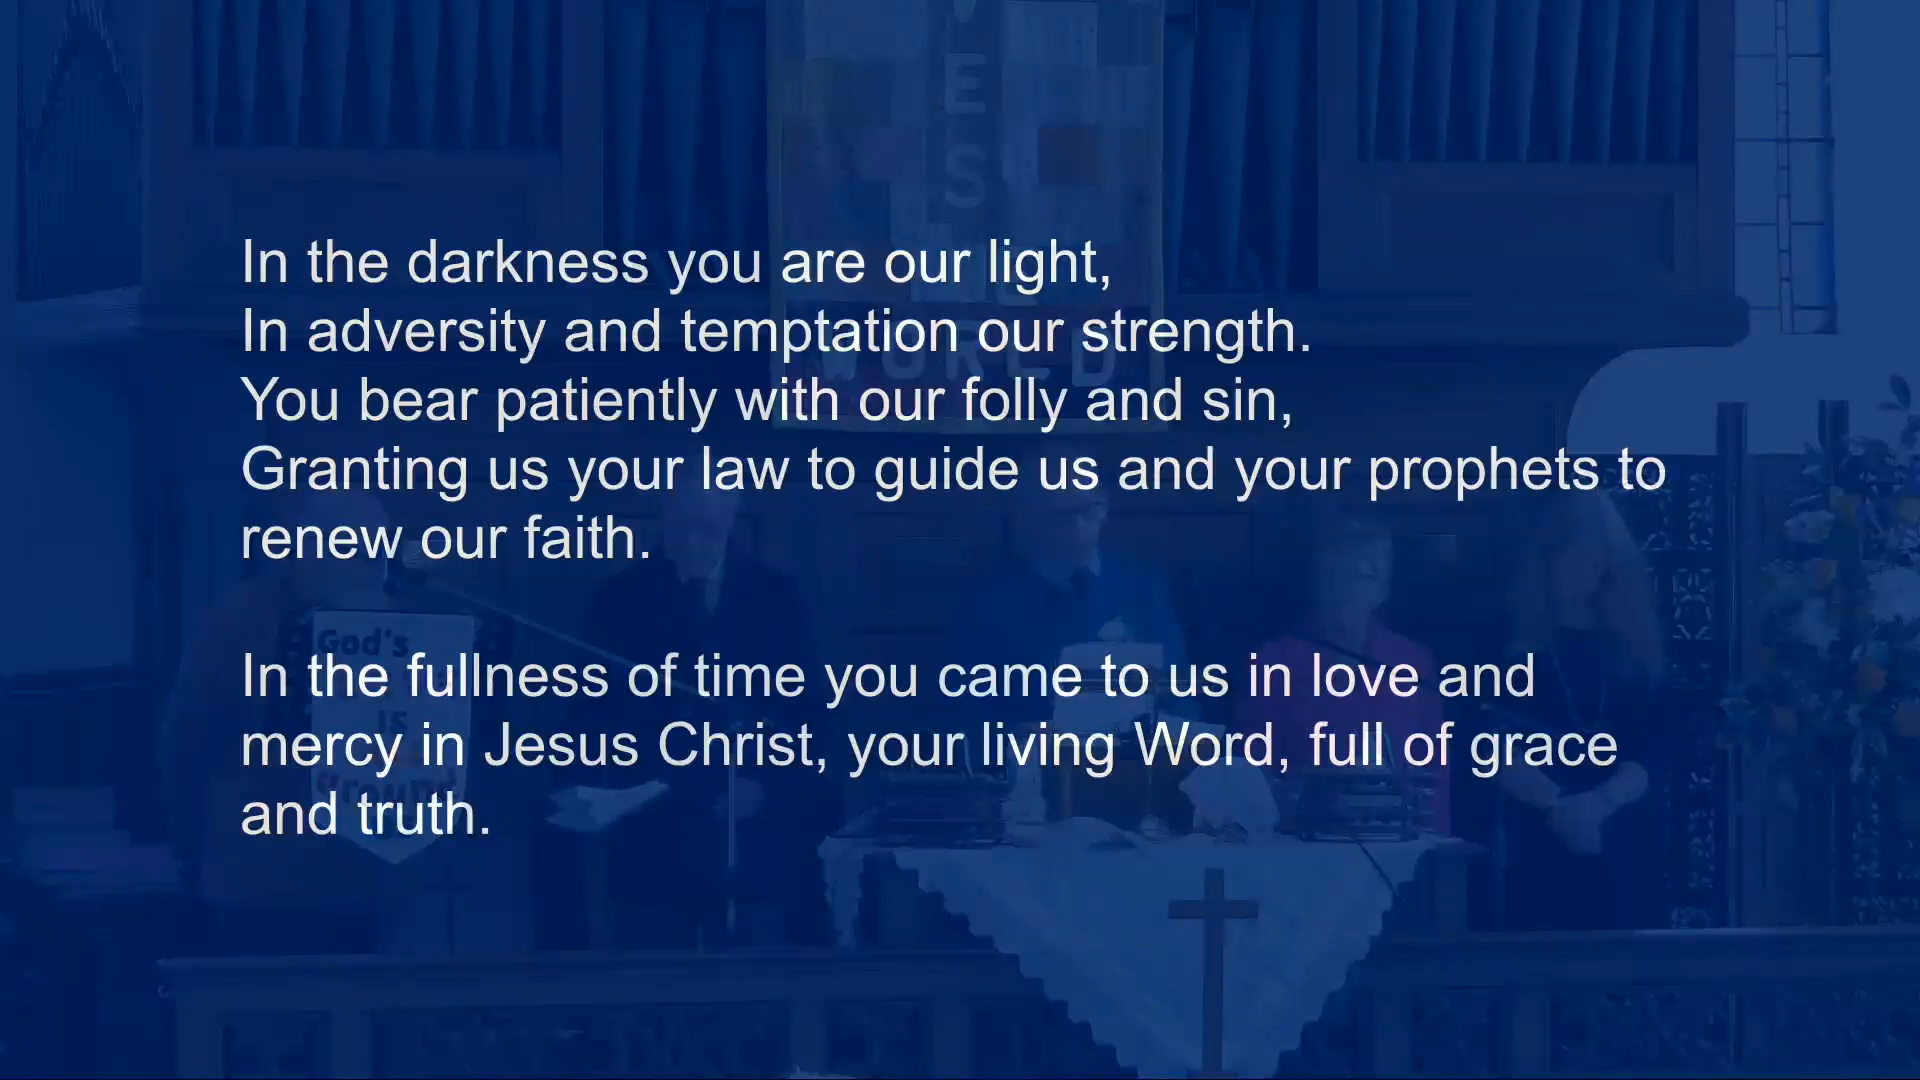 E
S
WORLD
In the darkness you are our light,
In adversity and temptation our strength.
You bear patiently with our folly and sin,
Granting us your law to guide us and your prophets to
renew our faith.
In the fullness of time you came to us in love and
mercy in Jesus Christ, your living Word, full of grace
and truth.
God's
is